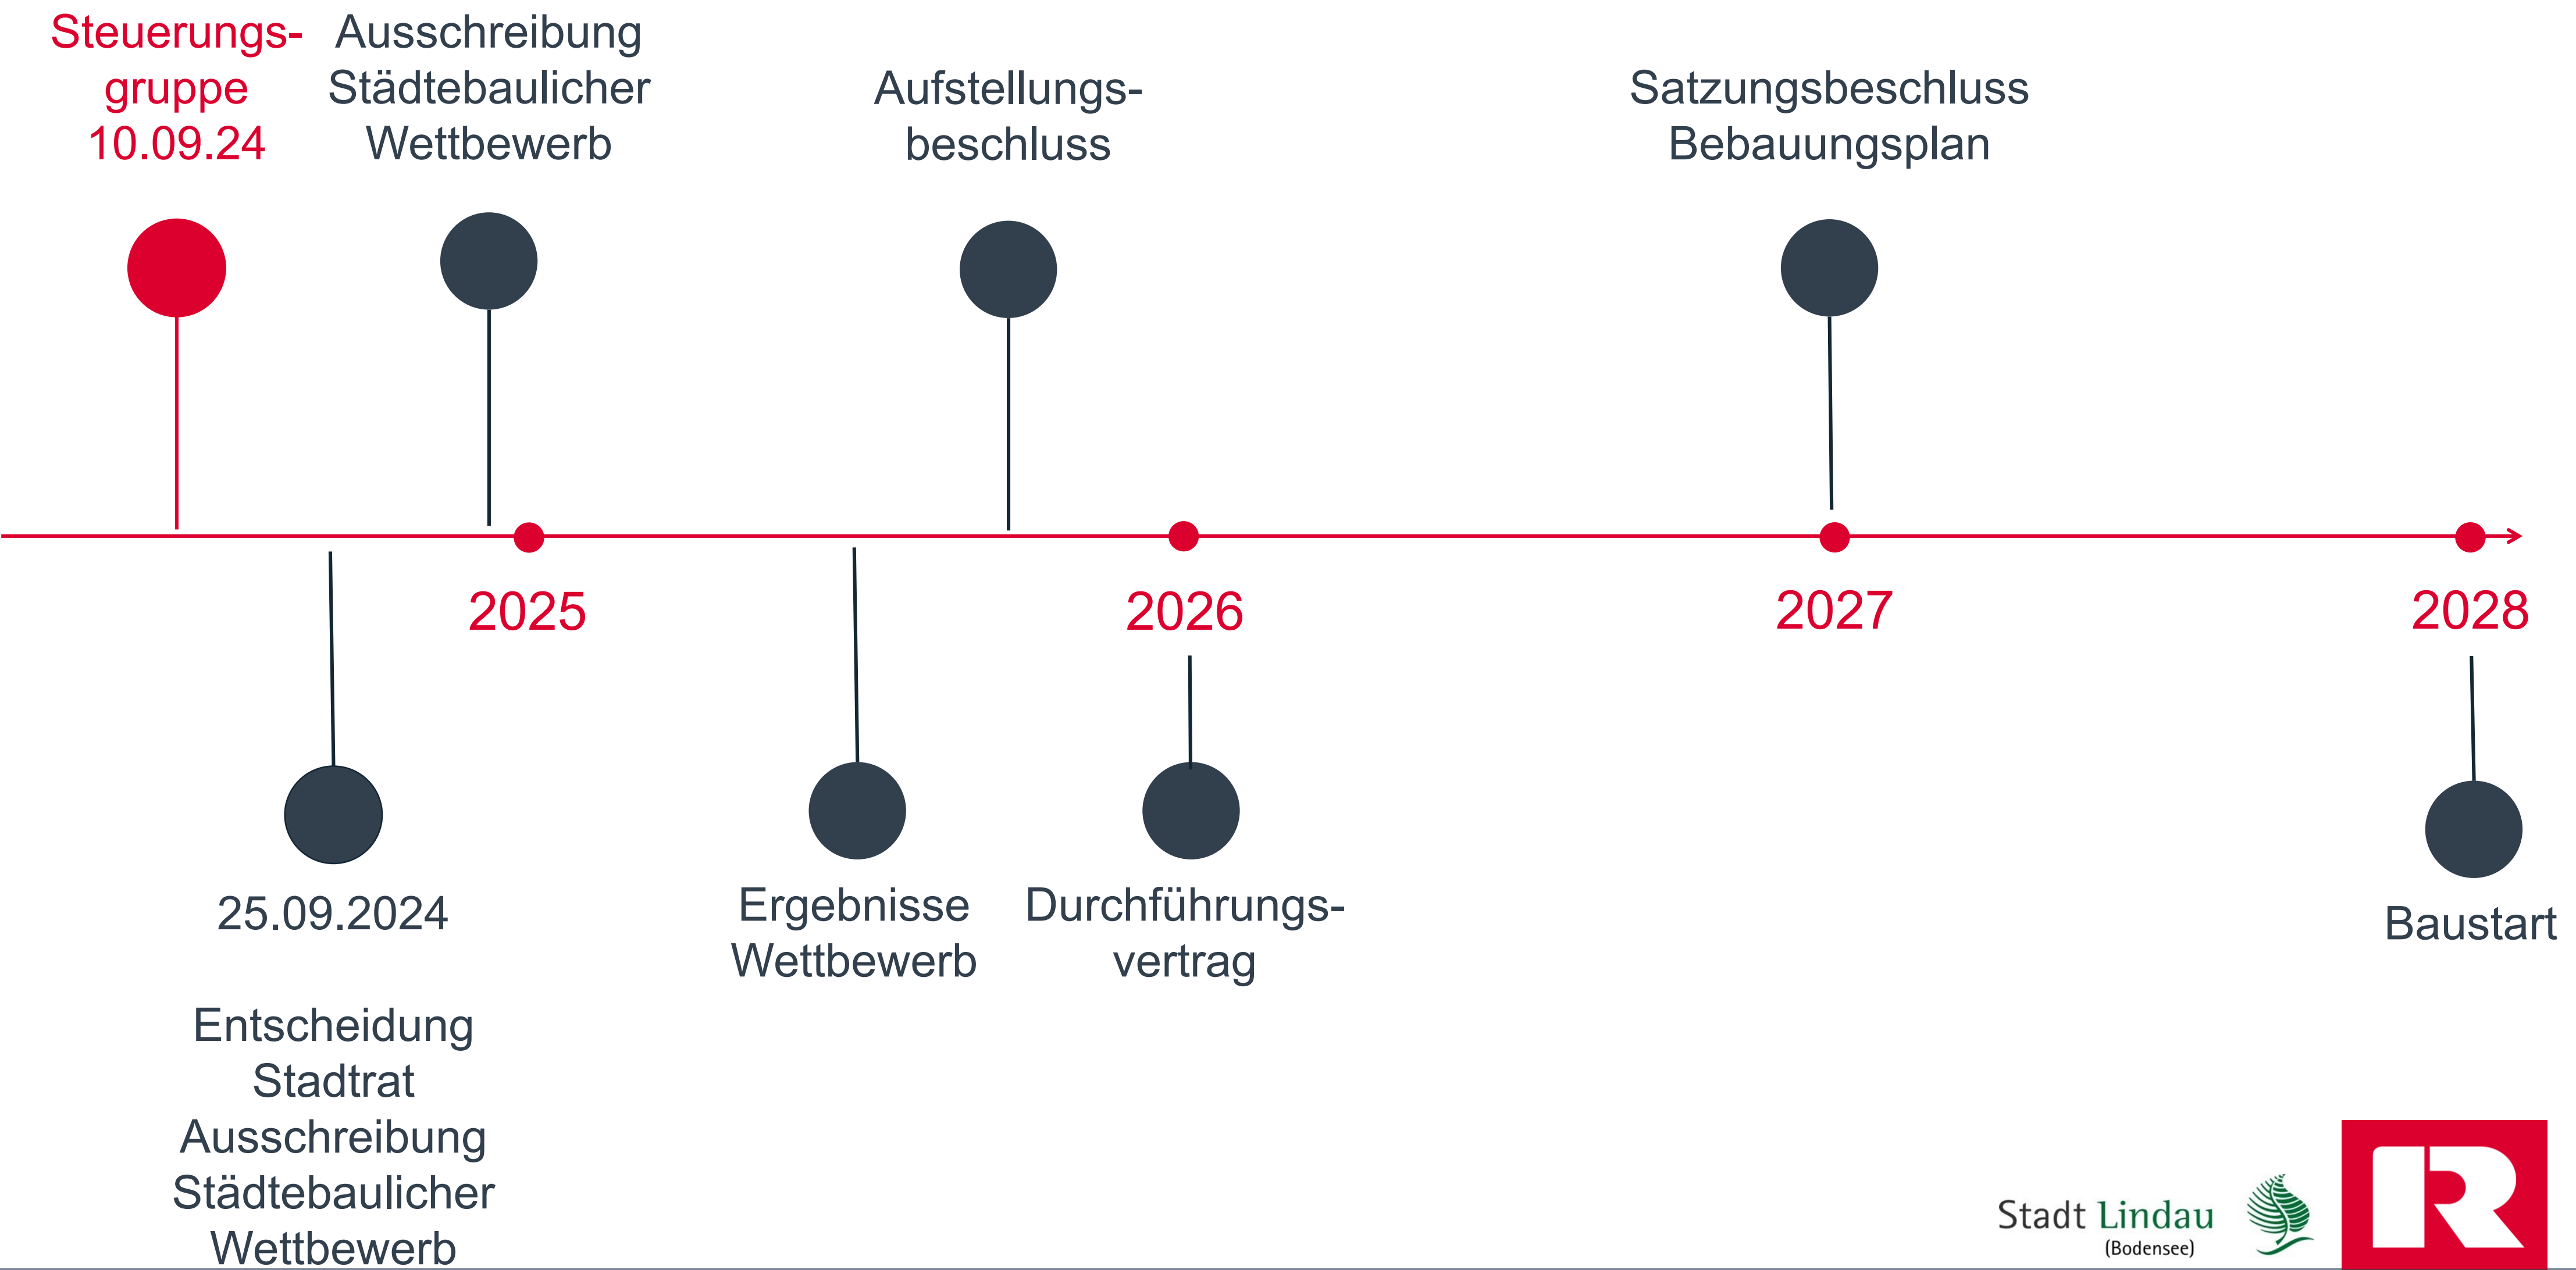 Steuerungs-
gruppe
10.09.24
Ausschreibung
Städtebaulicher
Wettbewerb
Aufstellungs-
beschluss
Satzungsbeschluss
Bebauungsplan
2025
2026
2027
2028
25.09.2024
Entscheidung
Stadtrat
Ausschreibung
Städtebaulicher
Wettbewerb
Ergebnisse
Wettbewerb
Durchführungs-
vertrag
Baustart
Stadt Lindau
(Bodensee)
R